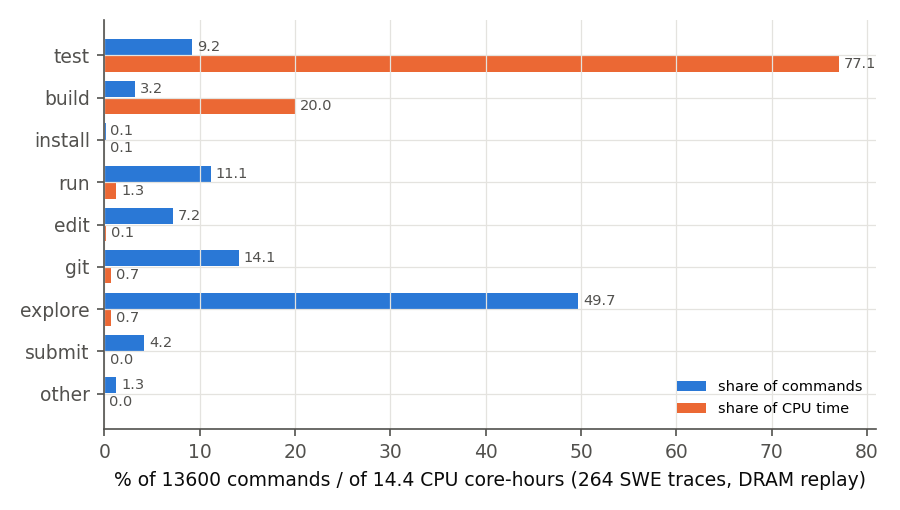 test 9.2
77.1
build 3.2
20.0
install 0.1
0.1
run 11.1
1.3
edit 7.2
0.1
git 14.1
0.7
explore 49.7
0.7
submit 4.2
0.0
other 1.3
0.0
share of commands
share of CPU time
0 10 20 30 40 50 60 70 80
% of 13600 commands / of 14.4 CPU core-hours (264 SWE traces, DRAM replay)